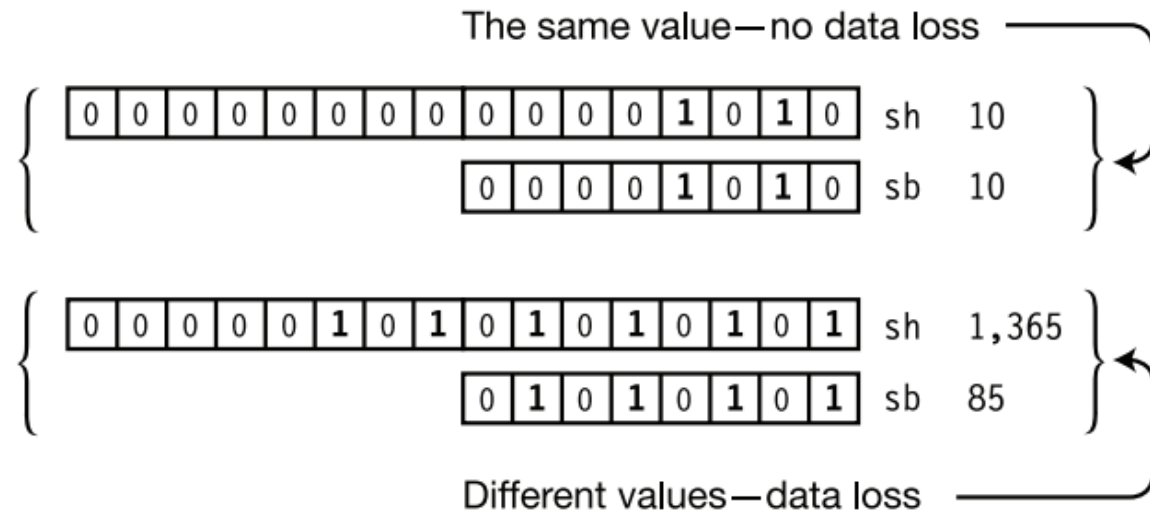 The same value—no data loss
0 0 0 0 0 0 0 0 0 0 0 0 1 0 1 0 sh 10
0 0 0 0 1 0 1 0 sb 10
0 0 0 0 0 1 0 1 0 1 0 1 0 1 0 1 sh 1,365
0 1 0 1 0 1 0 1 sb 85
Different values—data loss